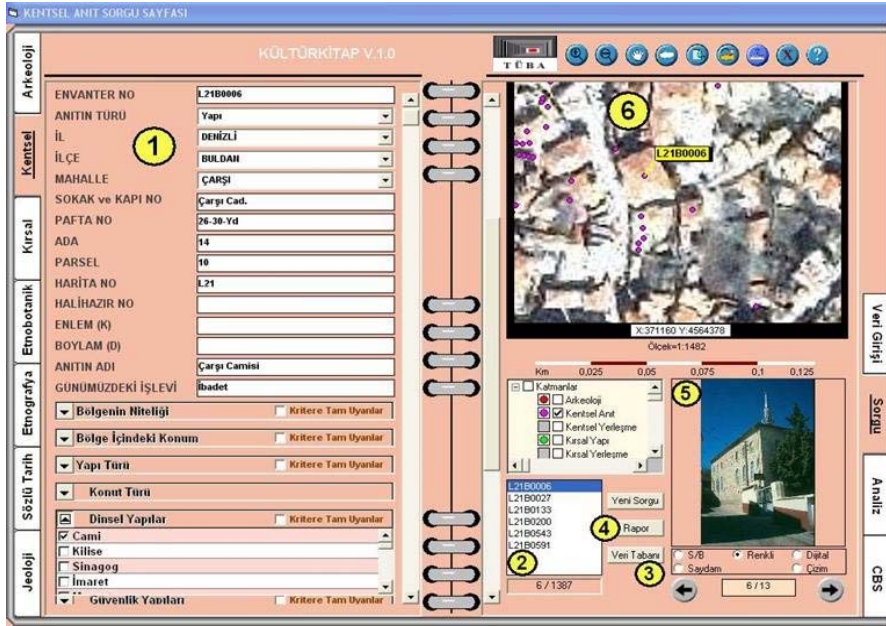 KENTSEL ANIT SORGU SAYFASI
KÜLTÜRKİTAP V.1.0
Arkeoloji
Kentsel
Kırsal
Etnobotanik
Etnografya
Sözlü Tarih
Jeoloji
ENVANTER NO L21B0006
ANITIN TÜRÜ Yapı
İL DENİZLİ
İLÇE BULDAN
MAHALLE ÇARŞI
SOKAK ve KAPI NO Çarşı Cad.
PAFTA NO 26-30-Yd
ADA 14
PARSEL 10
HARİTA NO L21
HALİHAZIR NO
ENLEM (K)
BOYLAM (D)
ANITIN ADI Çarşı Camisi
GÜNÜMÜZDEKİ İŞLEVİ İbadet
1
Bölgenin Niteliği Kritere Tam Uyanlar
Bölge İçindeki Konum Kritere Tam Uyanlar
Yapı Türü Kritere Tam Uyanlar
Konut Türü
Dinsel Yapılar Kritere Tam Uyanlar
Cami
Kilise
Sinagog
İmaret
Güvenlik Yapıları Kritere Tam Uyanlar
TÜBA
X ?
6
L21B0006
X:371160 Y:4564378
Ölçek=1:1482
Km 0,025 0,05 0,075 0,1 0,125
Katmanlar
Arkeoloji
Kentsel Anıt
Kentsel Yerleşme
Kırsal Yapı
Kırsal Yerleşme
5
L21B0006
L21B0027
L21B0133
L21B0200
L21B0543
L21B0591
2
6 / 1387
Yeni Sorgu
4 Rapor
Veri Tabanı
3
S/B Renkli Dijital
Saydam Çizim
6 / 13
Veri Girişi
Sorgu
Analiz
CBS